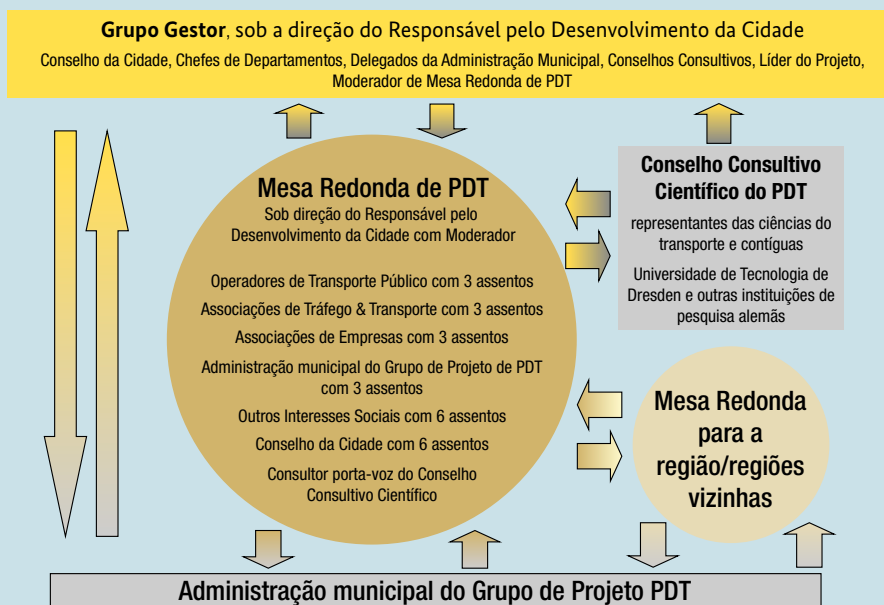 Grupo Gestor, sob a direção do Responsável pelo Desenvolvimento da Cidade
Conselho da Cidade, Chefes de Departamentos, Delegados da Administração Municipal, Conselhos Consultivos, Líder do Projeto,
Moderador de Mesa Redonda de PDT
Mesa Redonda de PDT
Sob direção do Responsável pelo
Desenvolvimento da Cidade com Moderador
Operadores de Transporte Público com 3 assentos
Associações de Tráfego & Transporte com 3 assentos
Associações de Empresas com 3 assentos
Administração municipal do Grupo de Projeto de PDT
com 3 assentos
Outros Interesses Sociais com 6 assentos
Conselho da Cidade com 6 assentos
Consultor porta-voz do Conselho
Consultivo Científico
Conselho Consultivo
Científico do PDT
representantes das ciências do
transporte e contíguas
Universidade de Tecnologia de
Dresden e outras instituições de
pesquisa alemãs
Mesa Redonda
para a
região/regiões
vizinhas
Administração municipal do Grupo de Projeto PDT